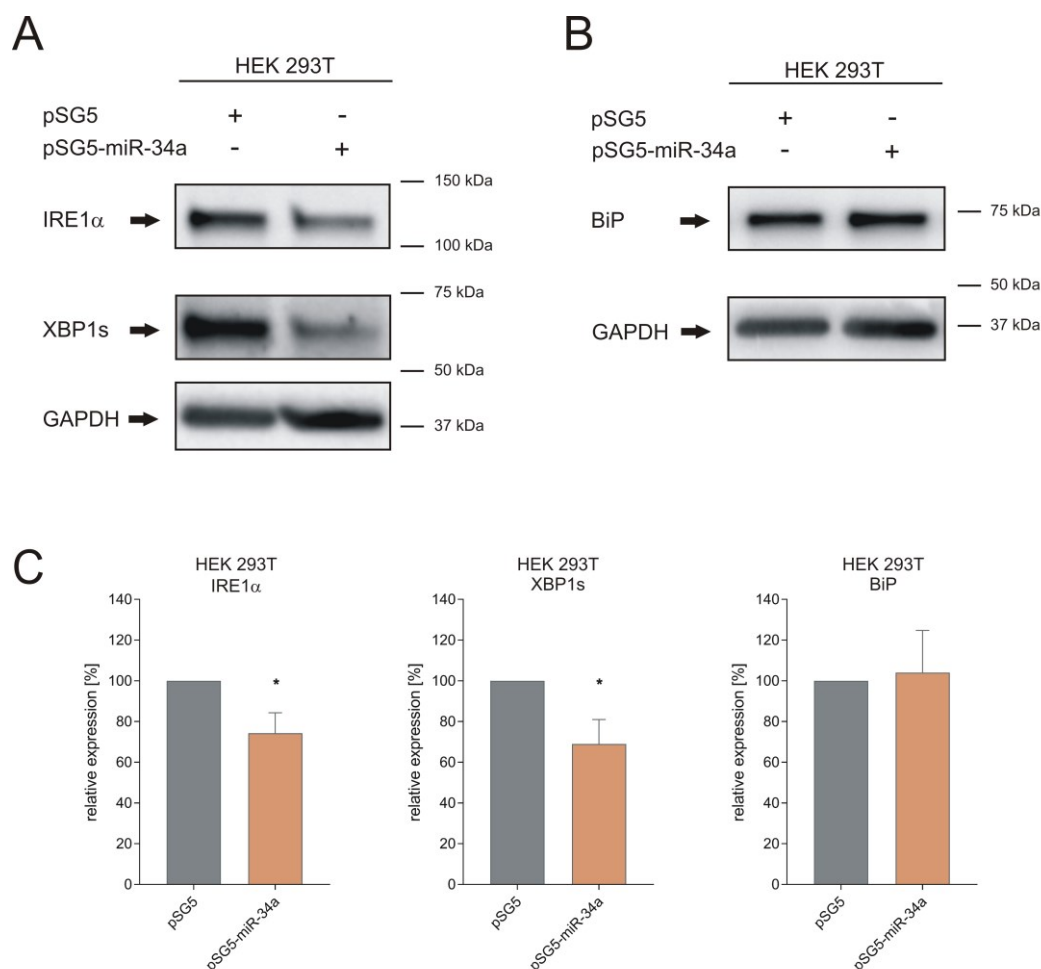 A
HEK 293T
pSG5 + -
pSG5-miR-34a - +
150 kDa
IRE1α
100 kDa
75 kDa
XBP1s
50 kDa
GAPDH
37 kDa
B
HEK 293T
pSG5 + -
pSG5-miR-34a - +
BiP
75 kDa
50 kDa
GAPDH
37 kDa
C
HEK 293T
IRE1α
relative expression [%]
140
120
100
80
60
40
20
0
*
pSG5
pSG5-miR-34a
HEK 293T
XBP1s
relative expression [%]
140
120
100
80
60
40
20
0
*
pSG5
pSG5-miR-34a
HEK 293T
BiP
relative expression [%]
140
120
100
80
60
40
20
0
pSG5
pSG5-miR-34a